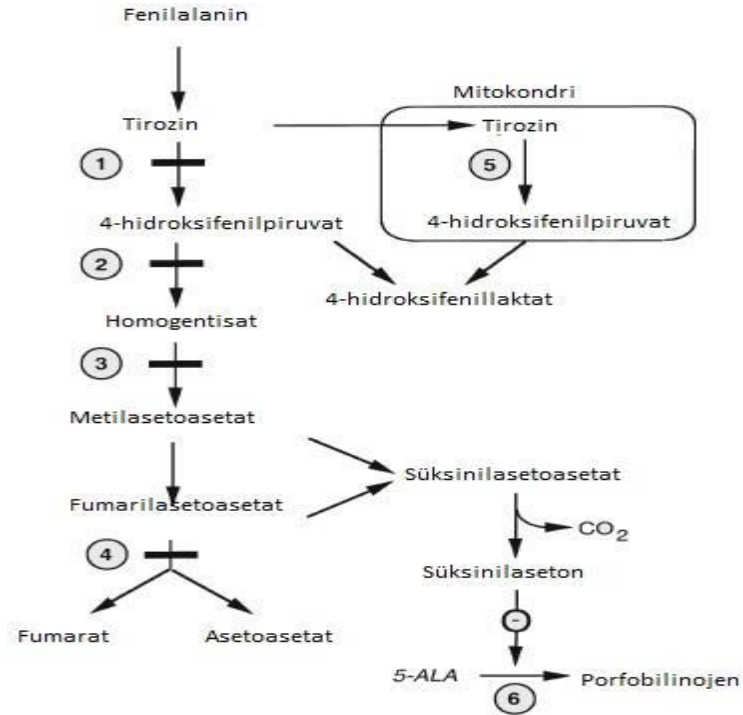 Fenilalanin
Mitokondri
Tirozin
Tirozin
1
5
4-hidroksifenilpiruvat
4-hidroksifenilpiruvat
2
4-hidroksifenillaktat
Homogentisat
3
Metilasetoasetat
Süksinilasetoasetat
Fumarilasetoasetat
CO2
4
Süksinilaseton
Fumarat
Asetoasetat
-
5-ALA
Porfobilinojen
6